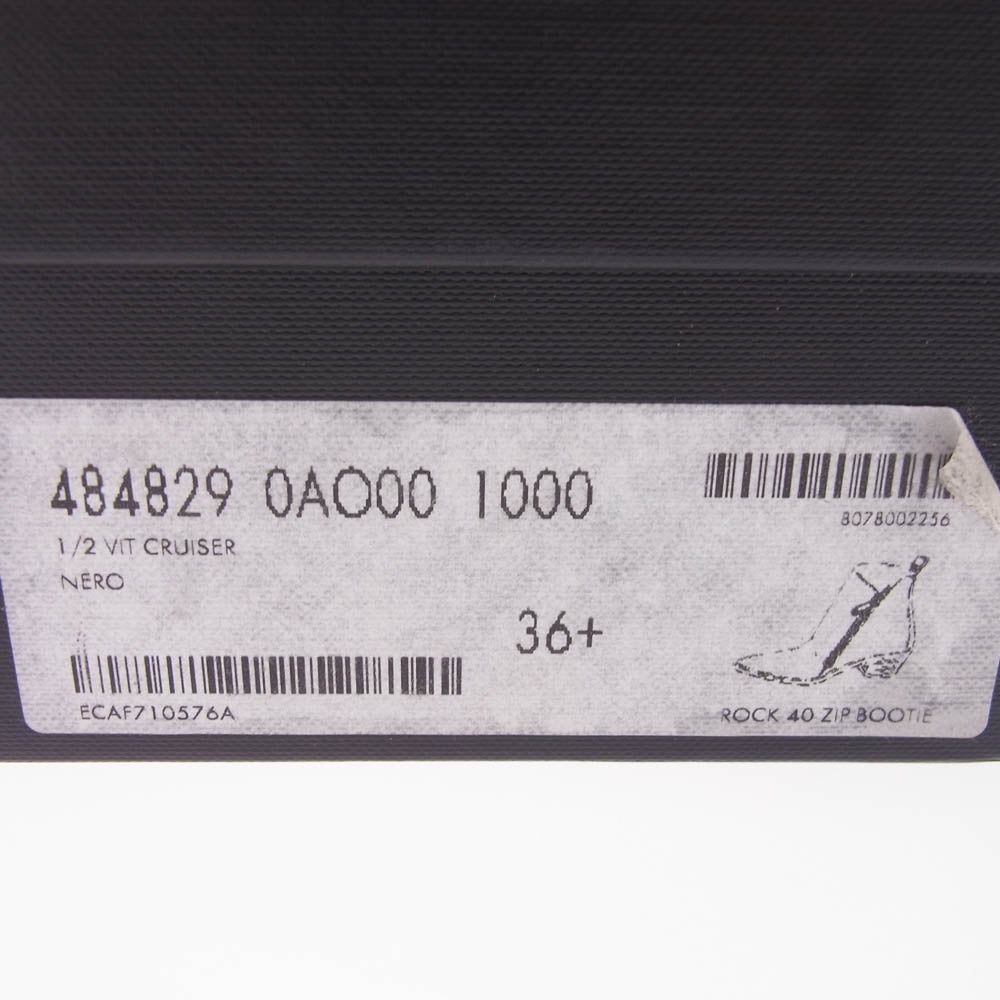 484829 0AO00 1000
8078002256
1/2 VIT CRUISER
NERO
36+
ECAF710576A
ROCK 40 ZIP BOOTIE